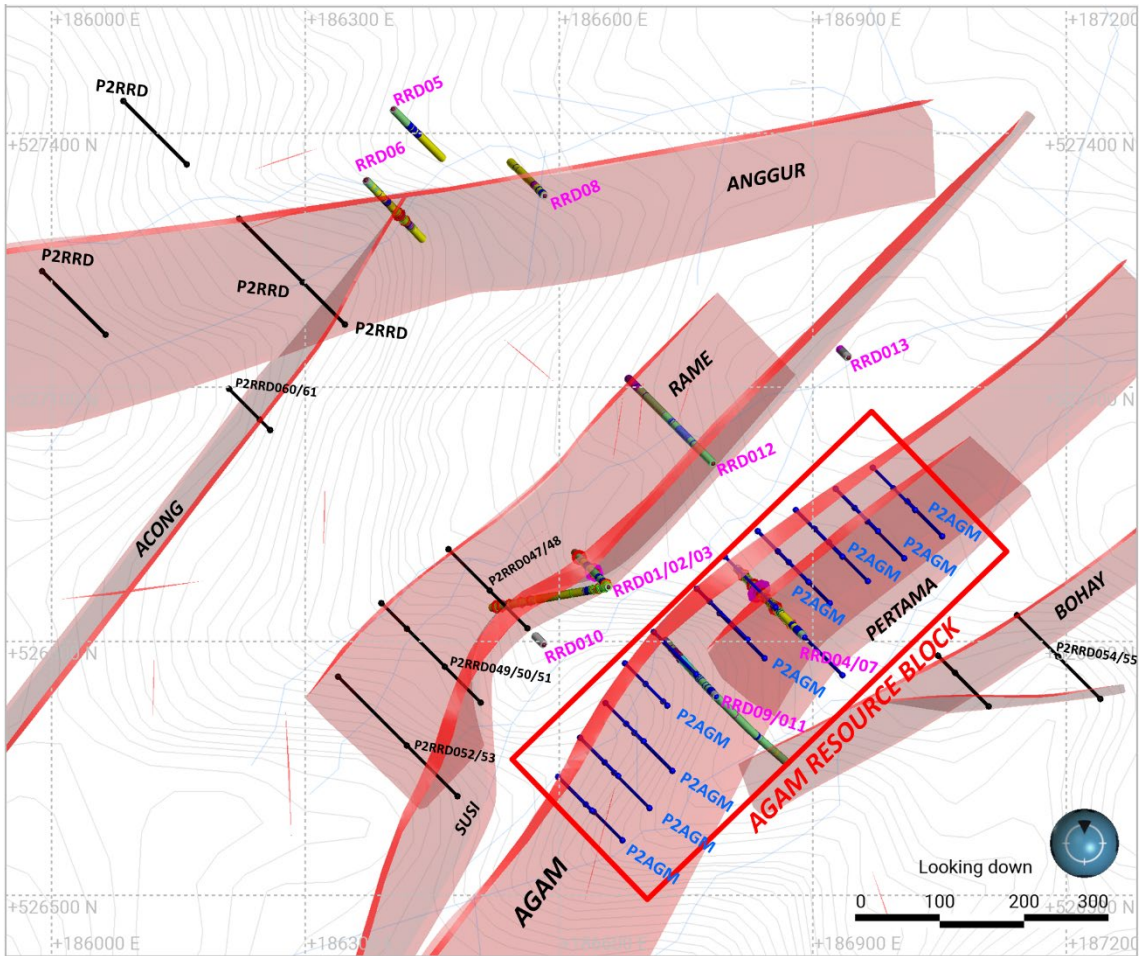 +186000 E
+186300 E
+186600 E
+186900 E
+187200
P2RRD
RRD05
+527400 N
+527400 N
RRD06
ANGGUR
RRD08
P2RRD
P2RRD
P2RRD
RRD013
RAME
P2RRD060/61
RRD012
ACONG
P2AGM
P2AGM
P2RRD047/48
P2AGM
RRD01/02/03
P2AGM
BOHAY
PERTAMA
RRD010
RRD04/07
P2RRD054/55
P2RRD049/50/51
P2AGM
RRD09/011
AGAM RESOURCE BLOCK
P2AGM
P2RRD052/53
P2AGM
SUSI
P2AGM
P2AGM
AGAM
Looking down
0 100 200 300
+526500 N
+186000 E
+186900 E
+187200